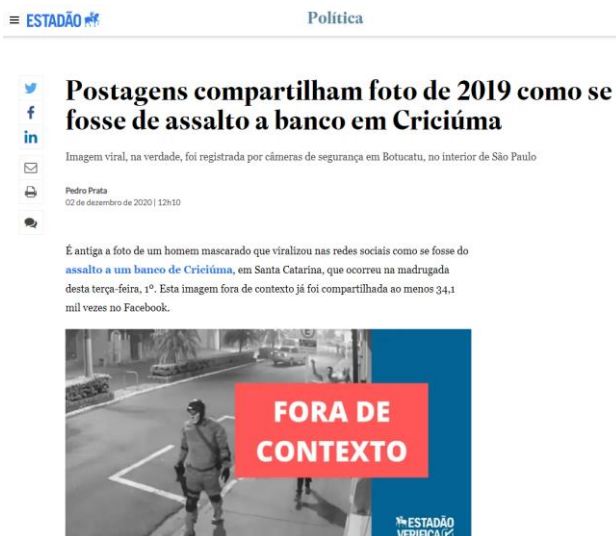 ESTADÃO
Política
Postagens compartilham foto de 2019 como se
fosse de assalto a banco em Criciúma
Imagem viral, na verdade, foi registrada por câmeras de segurança em Botucatu, no interior de São Paulo
Pedro Prata
02 de dezembro de 2020 | 12h10
É antiga a foto de um homem mascarado que viralizou nas redes sociais como se fosse do
assalto a um banco de Criciúma, em Santa Catarina, que ocorreu na madrugada
desta terça-feira, 1º. Esta imagem fora de contexto já foi compartilhada ao menos 34,1
mil vezes no Facebook.
FORA DE
CONTEXTO
ESTADÃO
VERIFICA